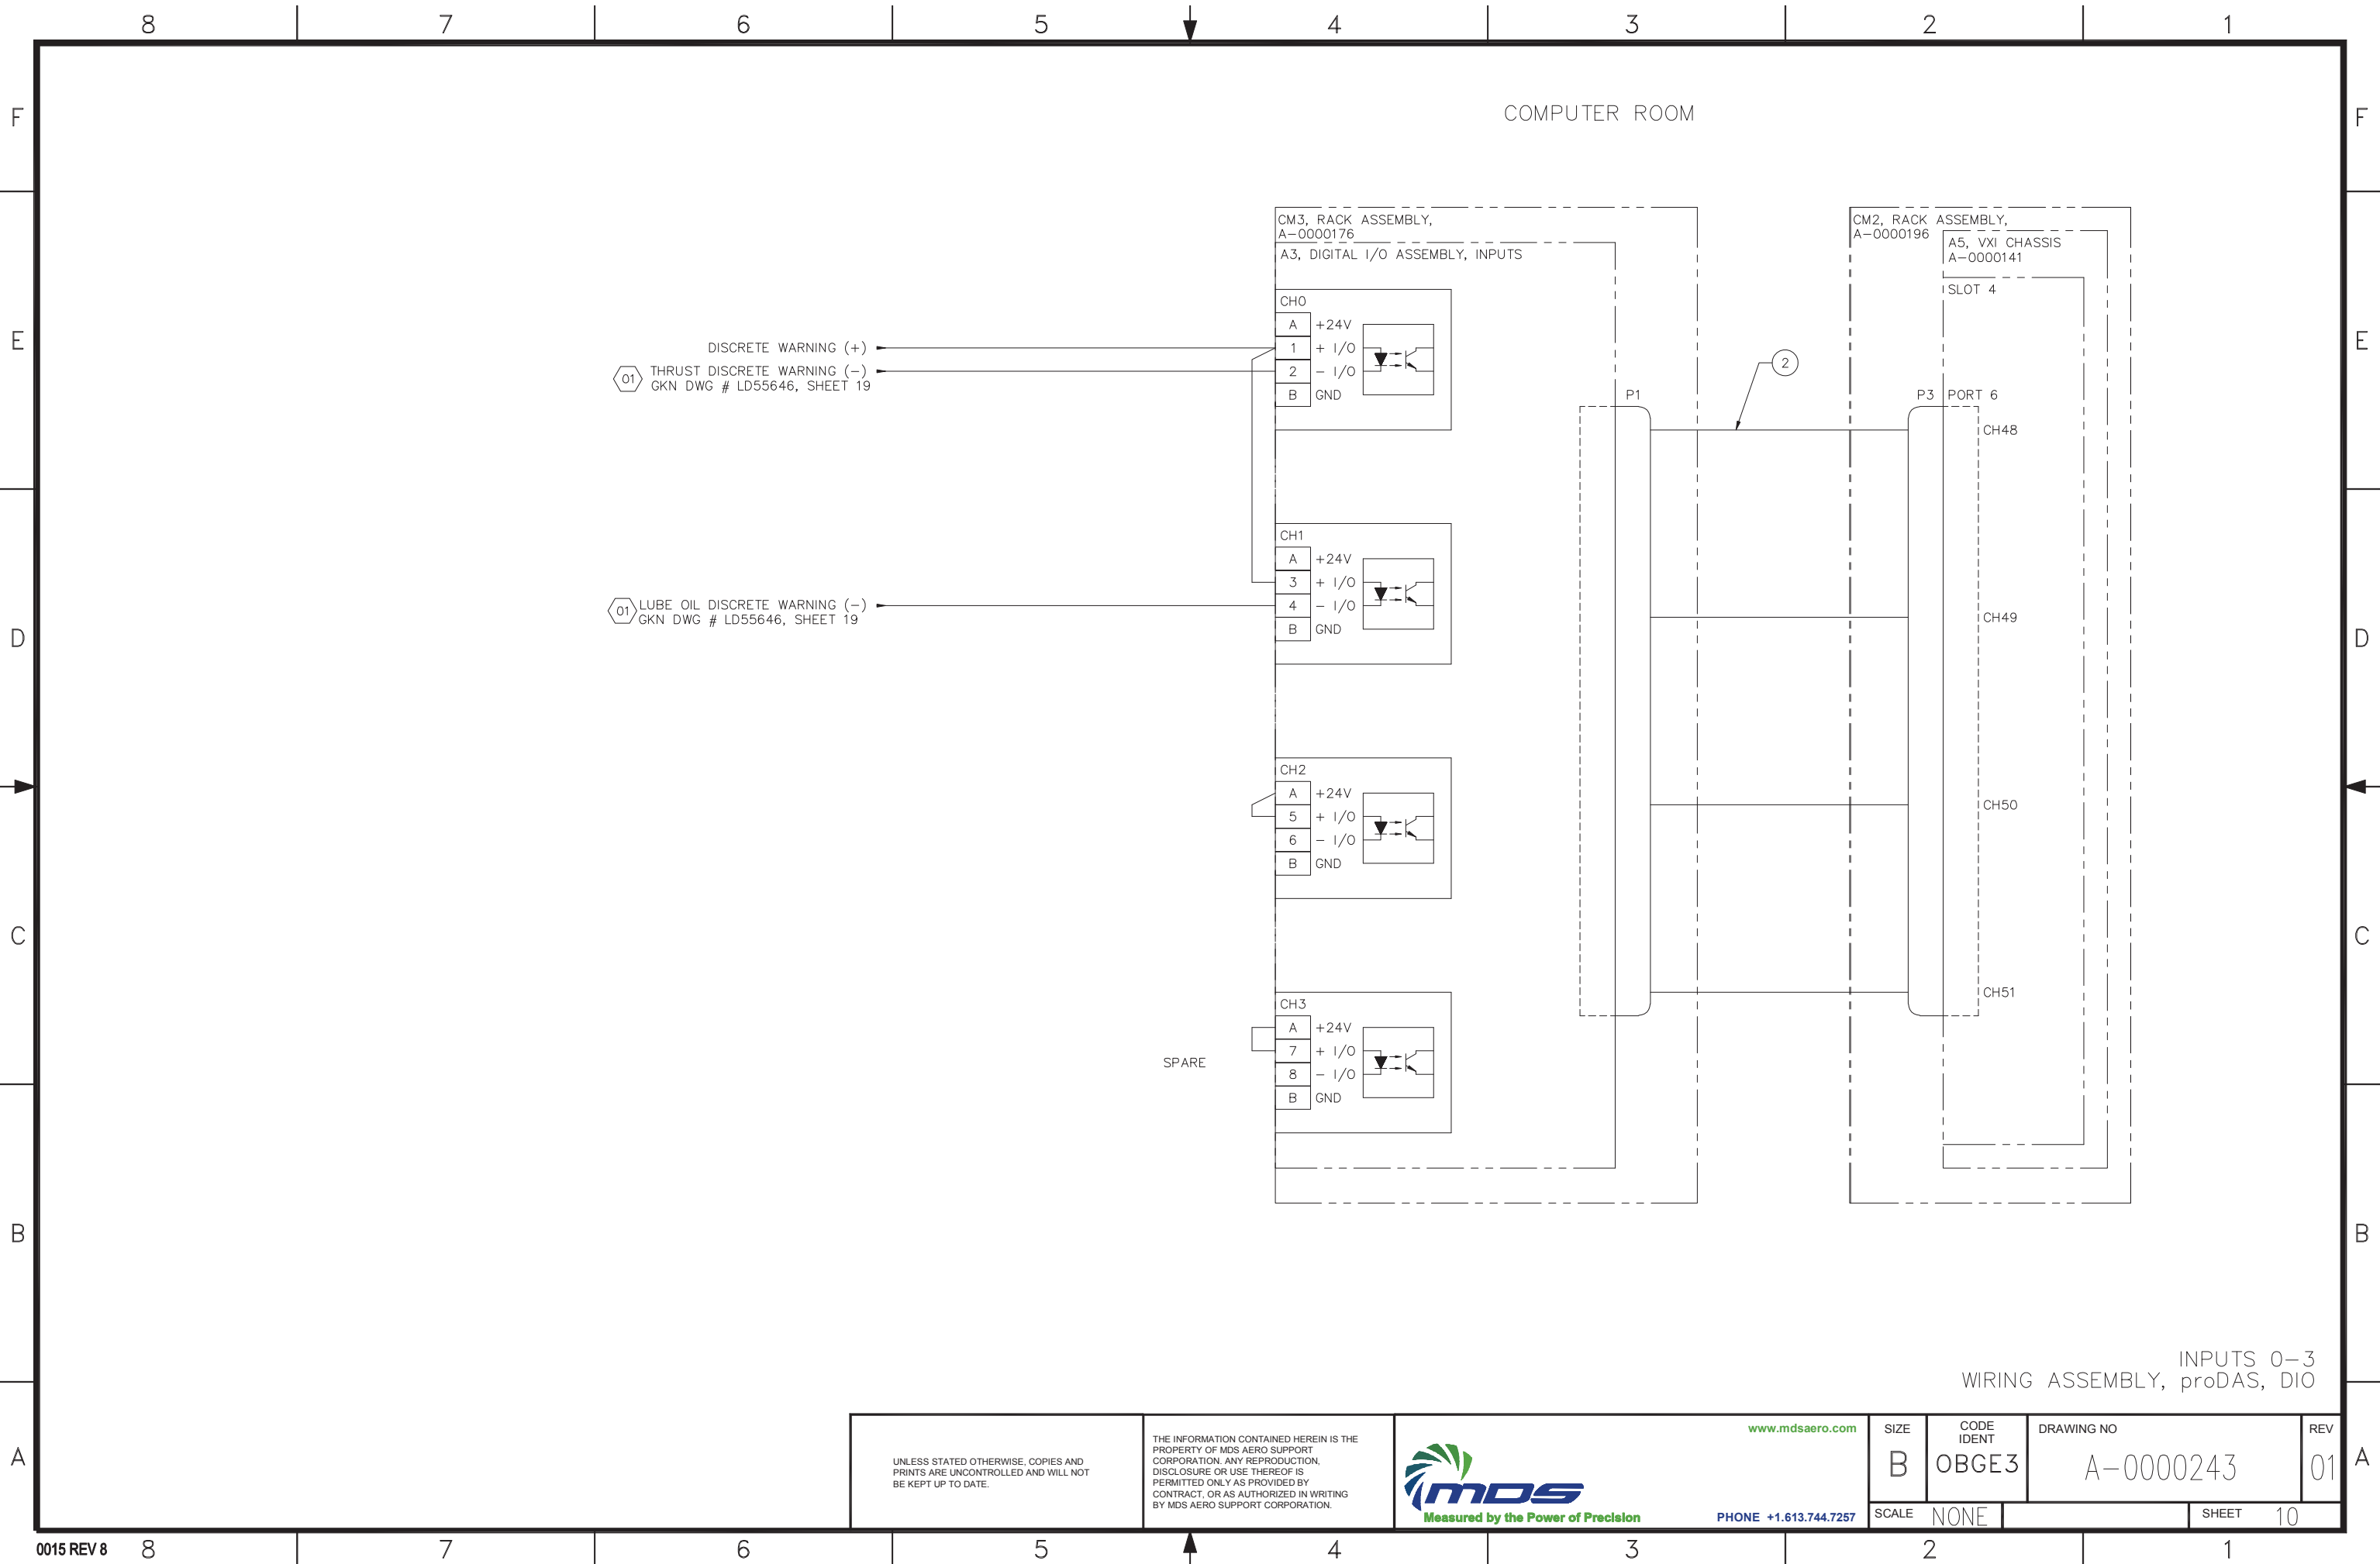 8 7 6 5 4 3 2 1
F
F
COMPUTER ROOM
CM3, RACK ASSEMBLY,
A-0000176
A3, DIGITAL I/O ASSEMBLY, INPUTS
CM2, RACK ASSEMBLY,
A-0000196
A5, VXI CHASSIS
A-0000141
SLOT 4
E
E
CH0
A +24V
DISCRETE WARNING (+)
1 + I/O
01 THRUST DISCRETE WARNING (-)
GKN DWG # LD55646, SHEET 19
2 - I/O
B GND
2
P1
P3 PORT 6
CH48
CH1
A +24V
3 + I/O
01 LUBE OIL DISCRETE WARNING (-)
GKN DWG # LD55646, SHEET 19
4 - I/O
B GND
CH49
D
D
CH2
A +24V
5 + I/O
6 - I/O
B GND
CH50
C
C
CH3
A +24V
7 + I/O
SPARE
8 - I/O
B GND
CH51
B
B
INPUTS 0-3
WIRING ASSEMBLY, proDAS, DIO
A
A
UNLESS STATED OTHERWISE, COPIES AND
PRINTS ARE UNCONTROLLED AND WILL NOT
BE KEPT UP TO DATE.
THE INFORMATION CONTAINED HEREIN IS THE
PROPERTY OF MDS AERO SUPPORT
CORPORATION. ANY REPRODUCTION,
DISCLOSURE OR USE THEREOF IS
PERMITTED ONLY AS PROVIDED BY
CONTRACT, OR AS AUTHORIZED IN WRITING
BY MDS AERO SUPPORT CORPORATION.
www.mdsaero.com
mds
Measured by the Power of Precision
PHONE +1.613.744.7257
SIZE
B
CODE
IDENT
OBGE3
DRAWING NO
A-0000243
REV
01
SCALE NONE
SHEET 10
0015 REV 8
8 7 6 5 4 3 2 1